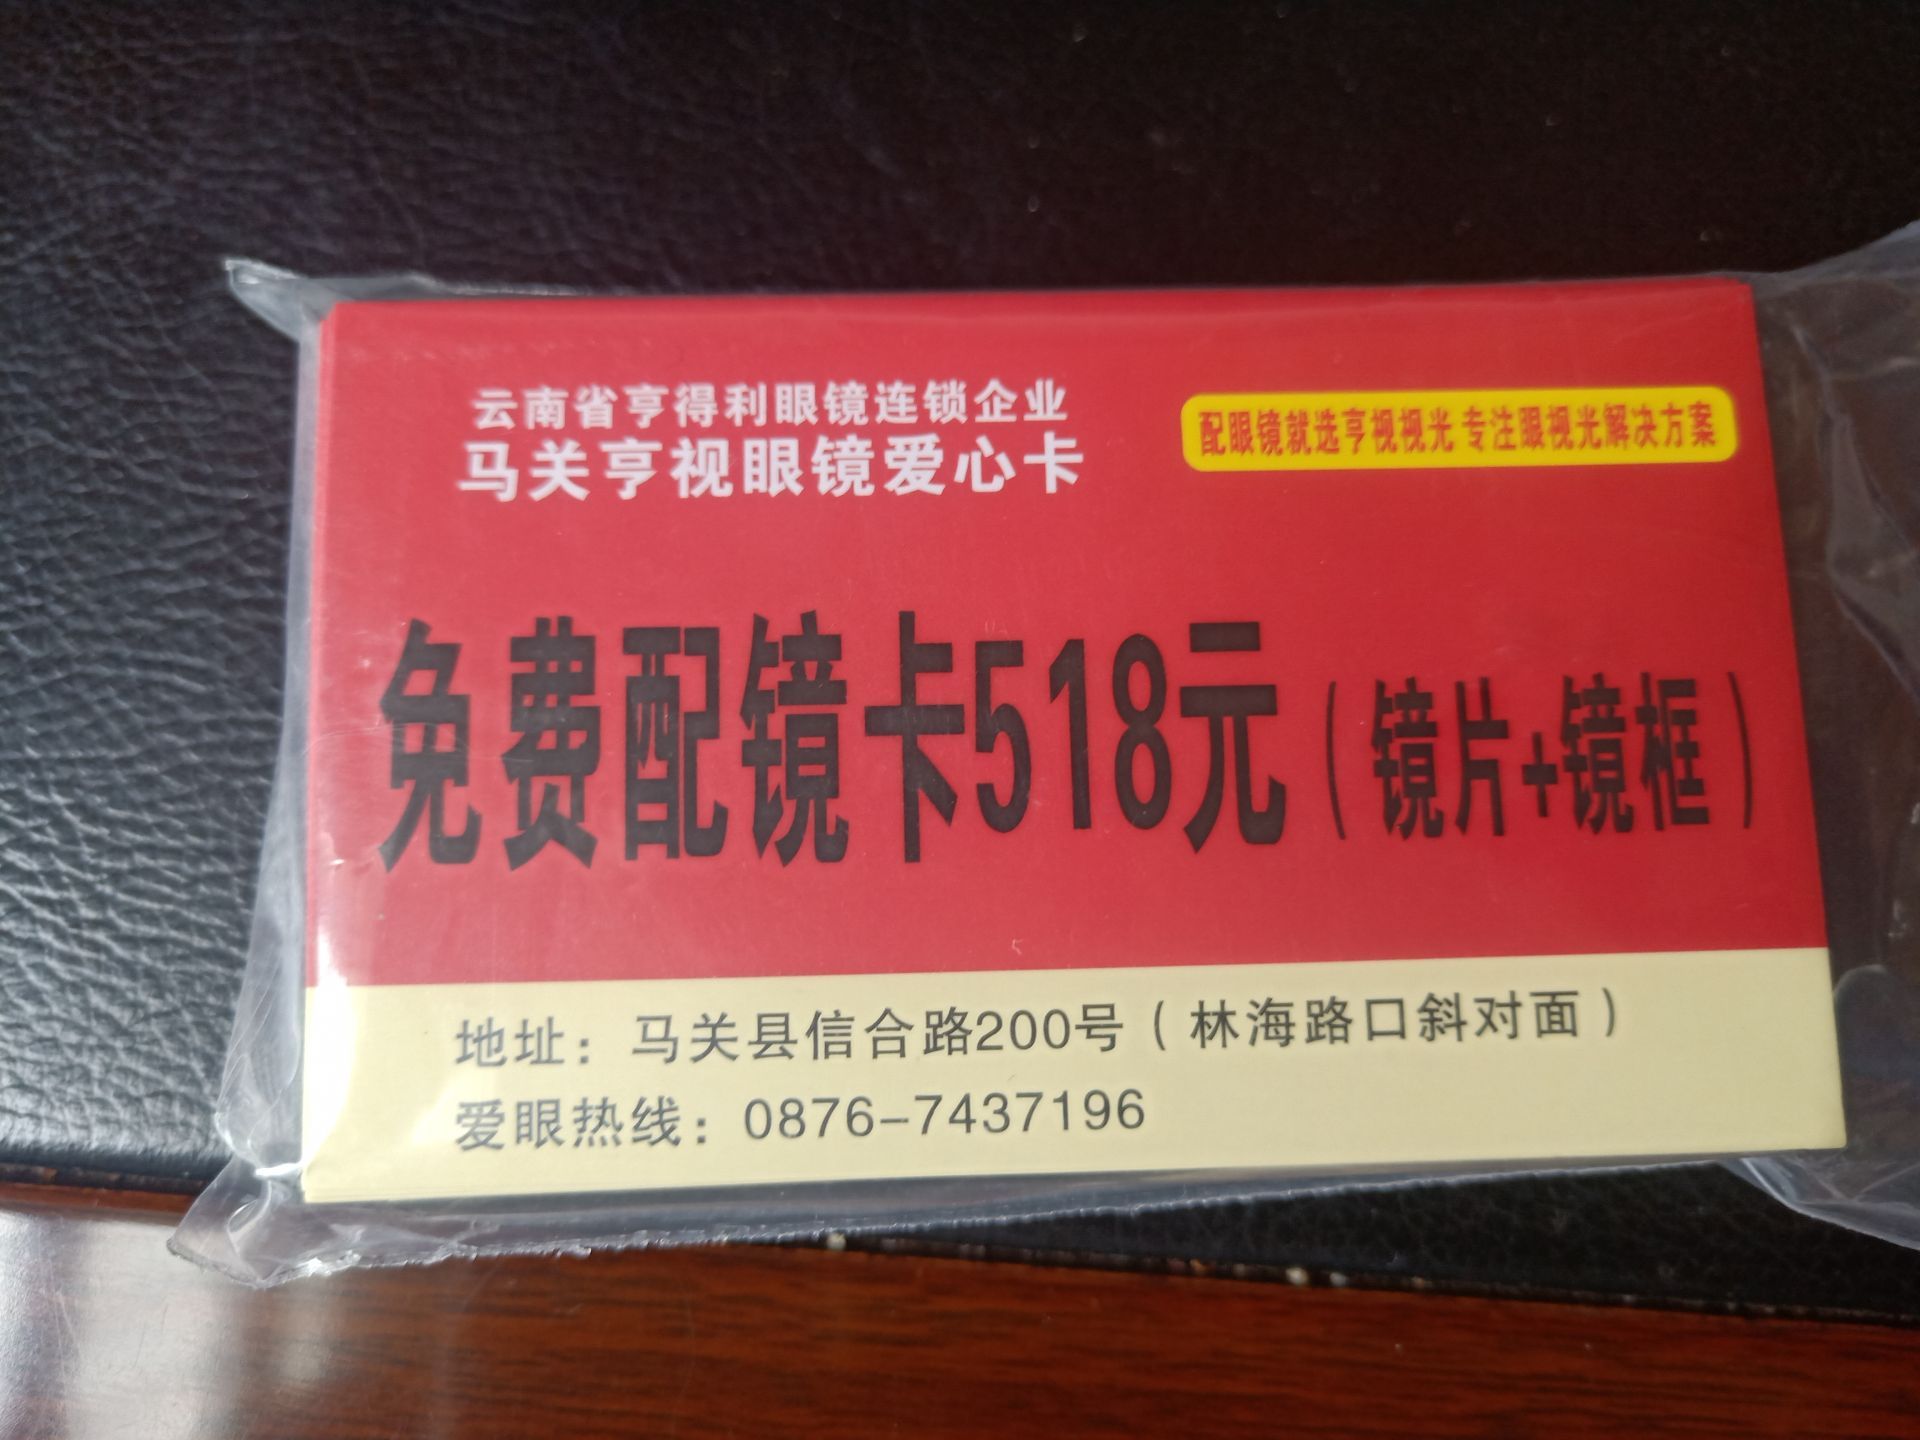 云南省亨得利眼镜连锁企业
马关亨视眼镜爱心卡
配眼镜就选亨视视光 专注眼视光解决方案
免费配镜卡518元（镜片+镜框）
地址：马关县信合路200号（林海路口斜对面）
爱眼热线：0876-7437196